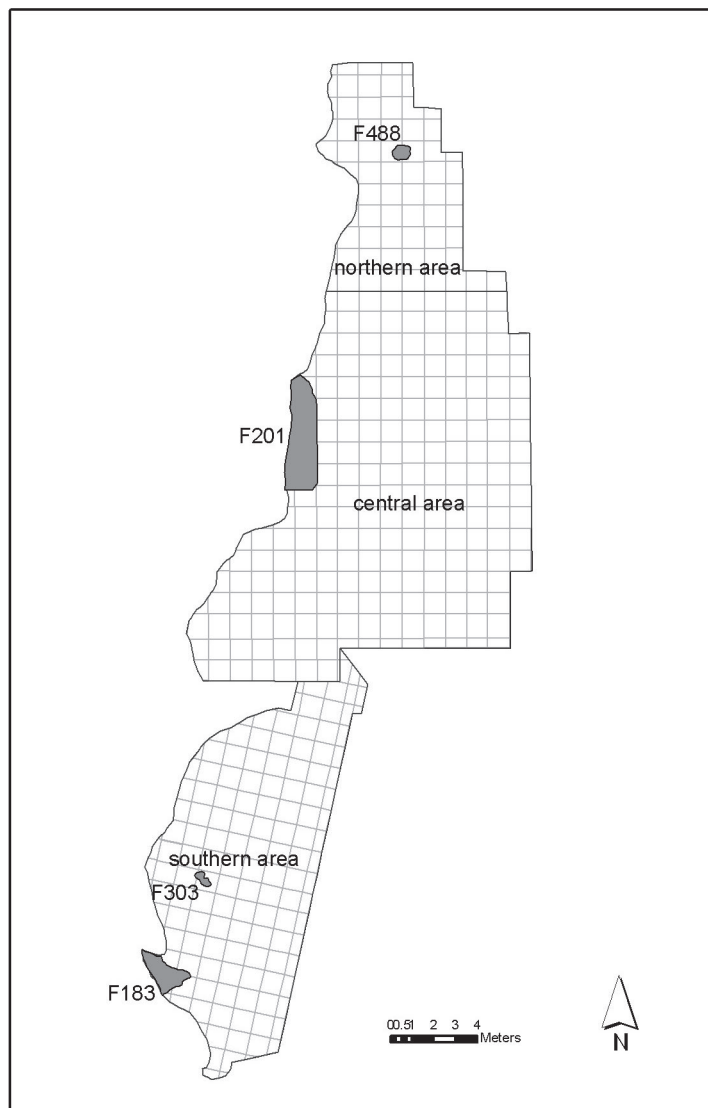 F488
northern area
F201
central area
southern area
F303
F183
00.51 2 3 4
Meters
N